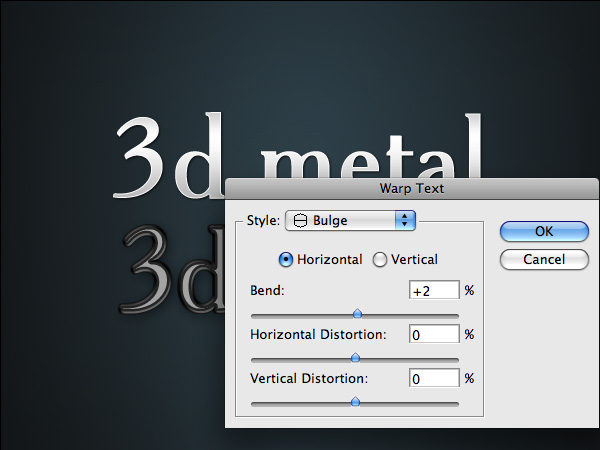 3d metal
3d
Warp Text
Style: Bulge
OK
Horizontal Vertical
Cancel
Bend: +2 %
Horizontal Distortion: 0 %
Vertical Distortion: 0 %